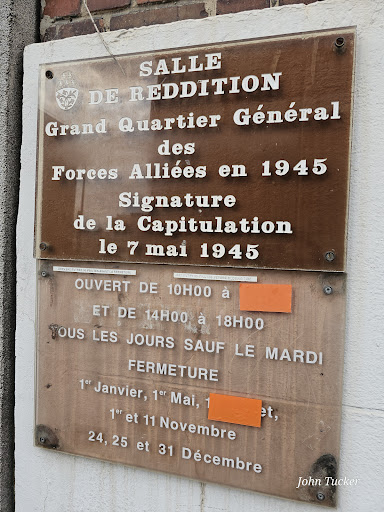 SALLE
DE REDDITION
Grand Quartier Général
des
Forces Alliées en 1945
Signature
de la Capitulation
le 7 mai 1945
OUVERT DE 10H00 à
ET DE 14H00 à 18H00
TOUS LES JOURS SAUF LE MARDI
FERMETURE
1er Janvier, 1er Mai, 1 et,
1er et 11 Novembre
24, 25 et 31 Décembre
John Tucker